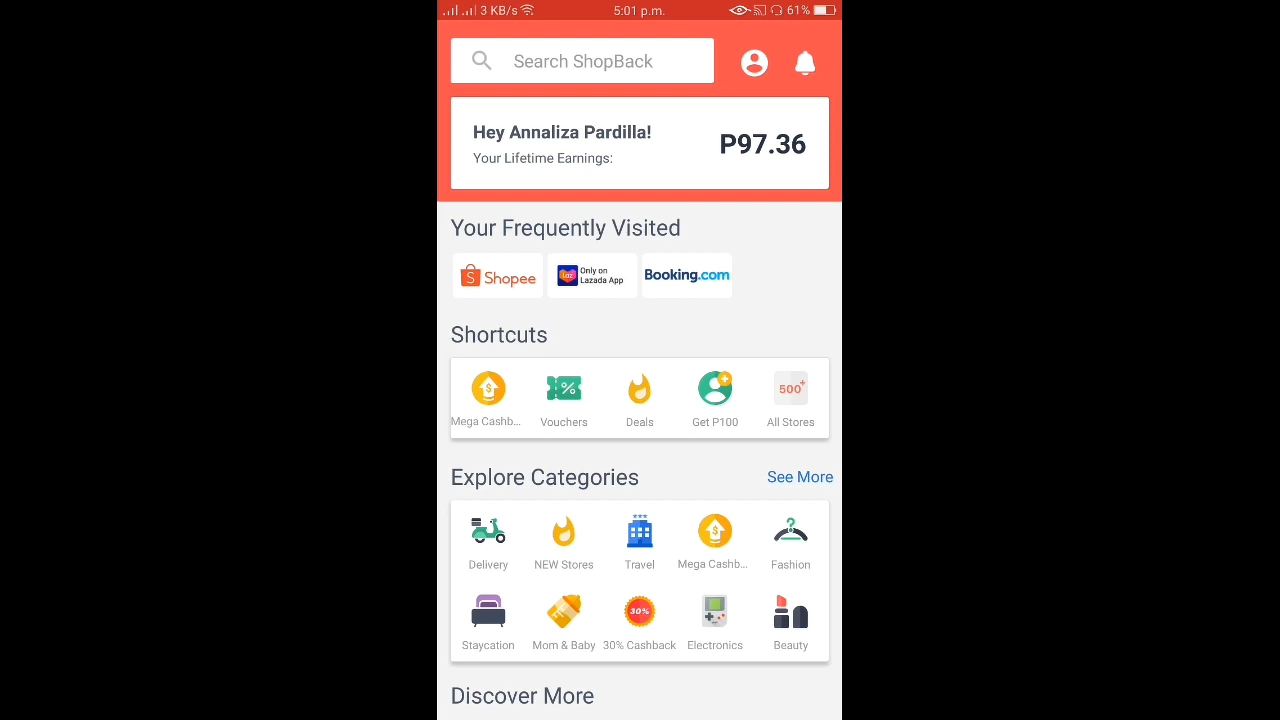 3 KB/s 5:01 p.m. 61%
Search ShopBack
Hey Annaliza Pardilla!
Your Lifetime Earnings:
P97.36
Your Frequently Visited
Shopee
Laz Only on
Lazada App
Booking.com
Shortcuts
Mega Cashb... Vouchers Deals Get P100 All Stores
500+
Explore Categories See More
Delivery NEW Stores Travel Mega Cashb... Fashion
30%
Staycation Mom & Baby 30% Cashback Electronics Beauty
Discover More